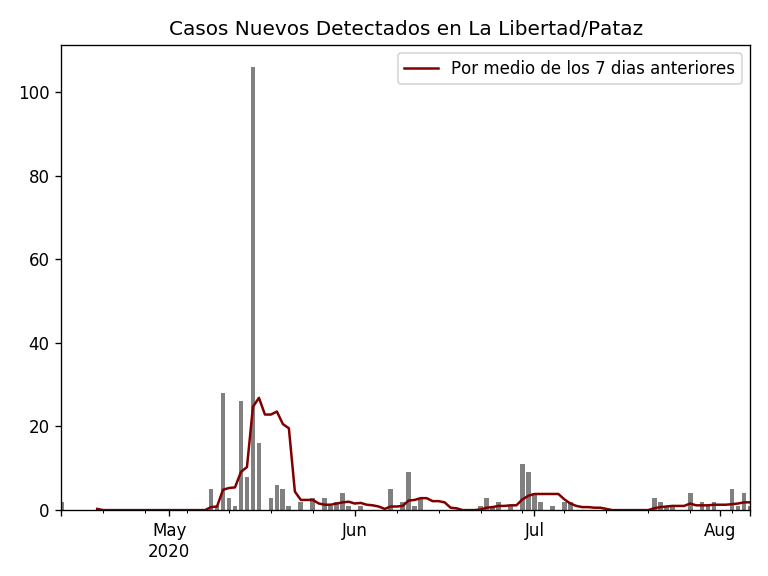 Casos Nuevos Detectados en La Libertad/Pataz
Por medio de los 7 dias anteriores
100
80
60
40
20
0
May Jun Jul Aug
2020